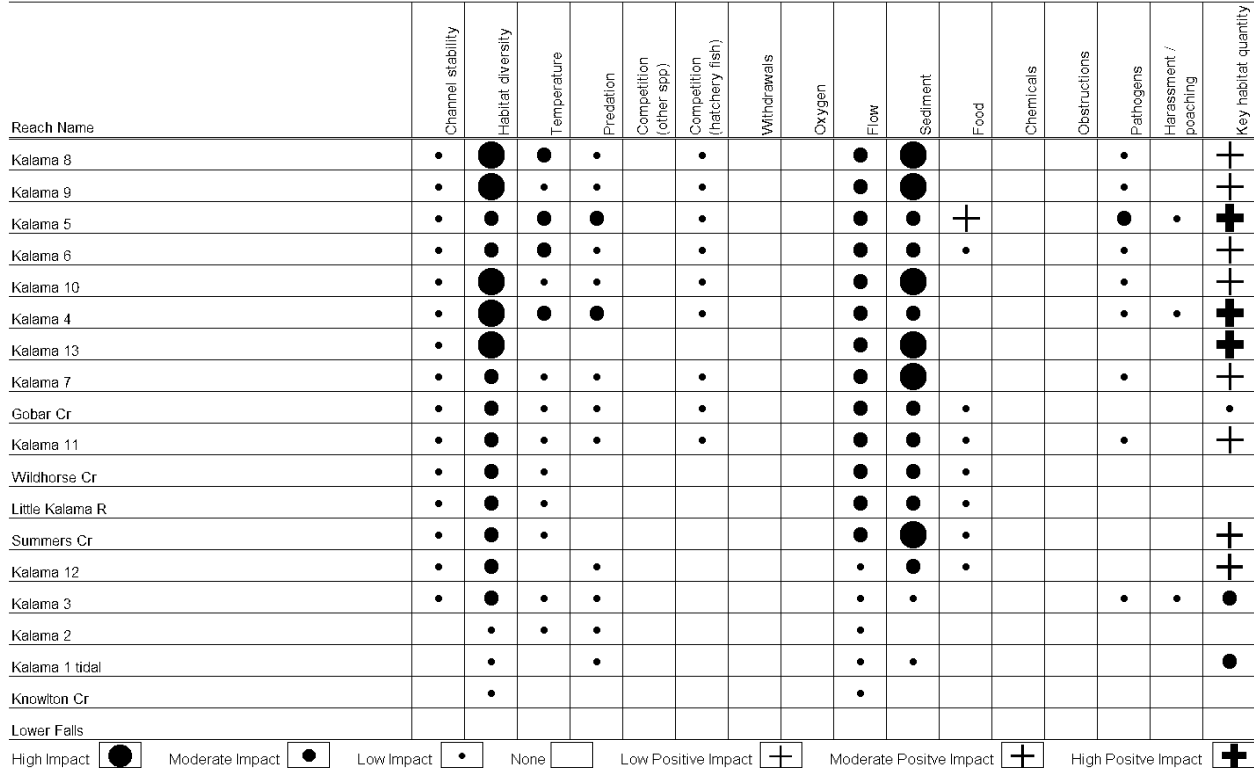 Reach Name
Channel stability
Habitat diversity
Temperature
Predation
Competition
(other spp)
Competition
(hatchery fish)
Withdrawals
Oxygen
Flow
Sediment
Food
Chemicals
Obstructions
Pathogens
Harassment /
poaching
Key habitat quantity
Kalama 8
Kalama 9
Kalama 5
Kalama 6
Kalama 10
Kalama 4
Kalama 13
Kalama 7
Gobar Cr
Kalama 11
Wildhorse Cr
Little Kalama R
Summers Cr
Kalama 12
Kalama 3
Kalama 2
Kalama 1 tidal
Knowlton Cr
Lower Falls
High Impact Moderate Impact Low Impact None Low Positive Impact Moderate Positve Impact High Positve Impact